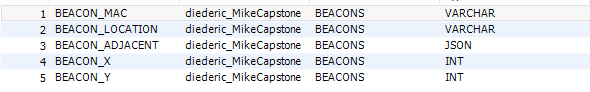 1 BEACON_MAC diederic_MikeCapstone BEACONS VARCHAR
2 BEACON_LOCATION diederic_MikeCapstone BEACONS VARCHAR
3 BEACON_ADJACENT diederic_MikeCapstone BEACONS JSON
4 BEACON_X diederic_MikeCapstone BEACONS INT
5 BEACON_Y diederic_MikeCapstone BEACONS INT